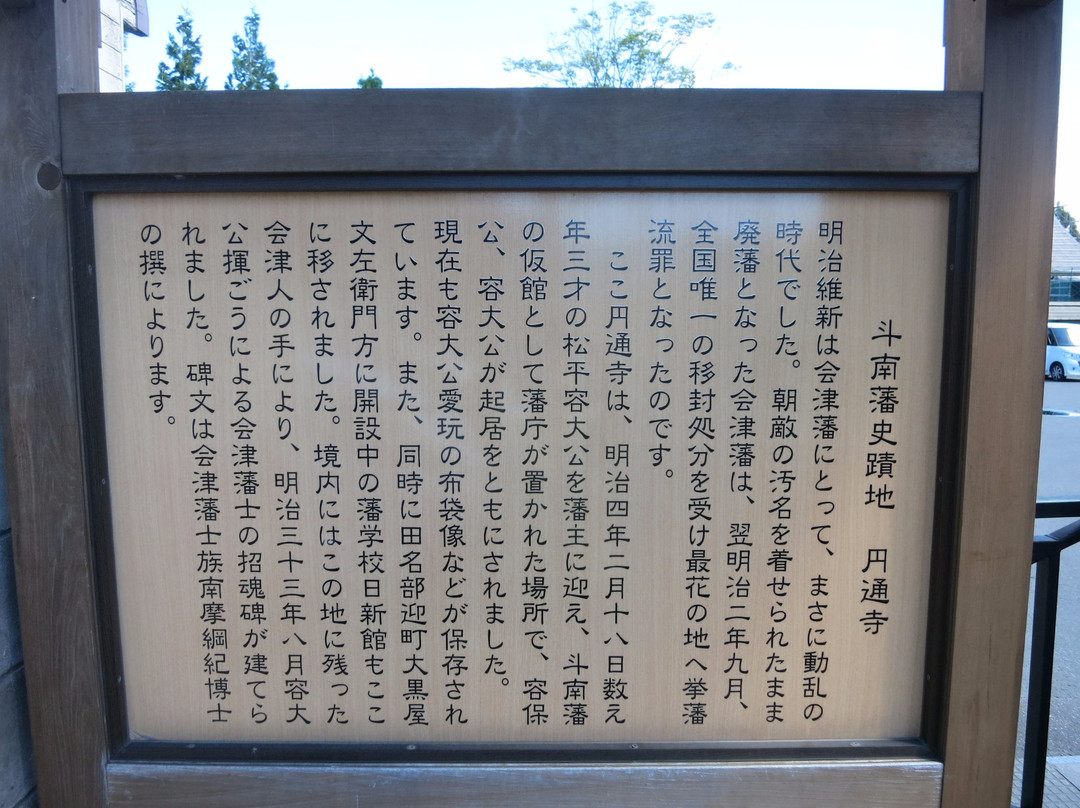 斗南藩史蹟地　円通寺
明治維新は会津藩にとって、まさに動乱の
時代でした。朝敵の汚名を着せられたまま
廃藩となった会津藩は、翌明治二年九月、
全国唯一の移封処分を受け最花の地へ挙藩
流罪となったのです。
　ここ円通寺は、明治四年二月十八日数え
年三才の松平容大公を藩主に迎え、斗南藩
の仮館として藩庁が置かれた場所で、容保
公、容大公が起居をともにされました。
現在も容大公愛玩の布袋像などが保存され
ています。また、同時に田名部迎町大黒屋
文左衛門方に開設中の藩学校日新館もここ
に移されました。境内にはこの地に残った
会津人の手により、明治三十三年八月容大
公揮ごうによる会津藩士の招魂碑が建てら
れました。碑文は会津藩士族南摩綱紀博士
の撰によります。